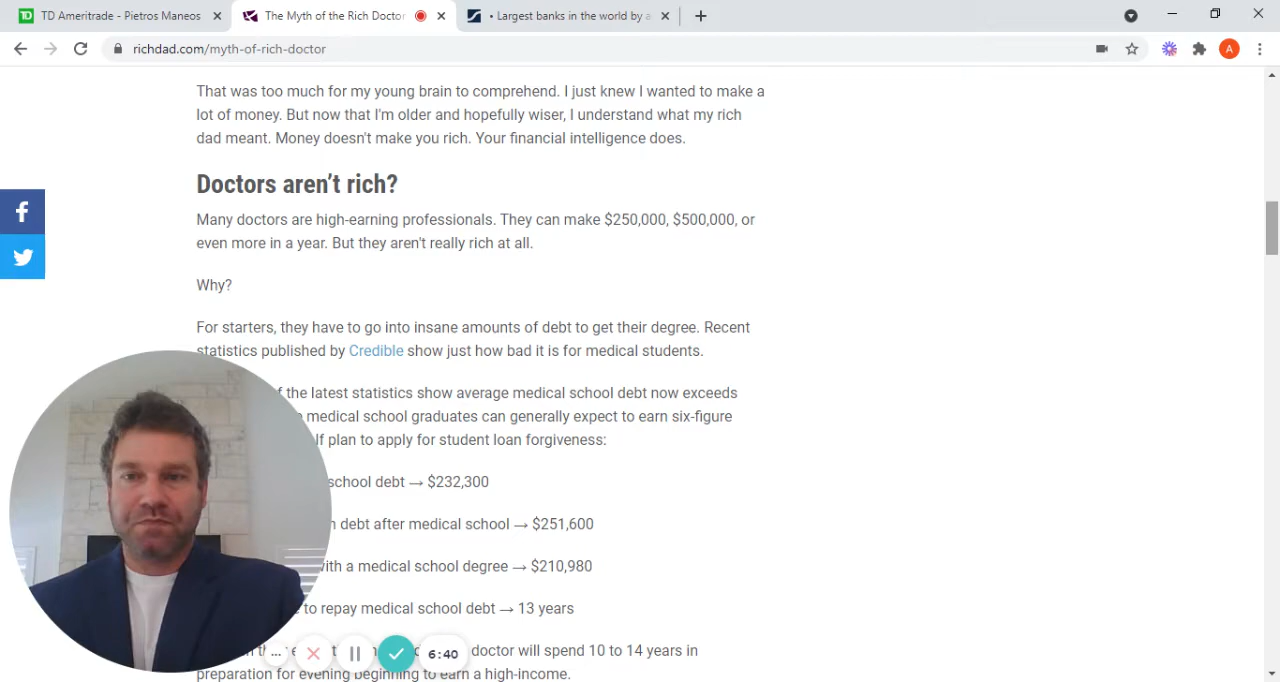 TD Ameritrade - Pietros Maneos
The Myth of the Rich Doctor
• Largest banks in the world by a
richdad.com/myth-of-rich-doctor
A
That was too much for my young brain to comprehend. I just knew I wanted to make a
lot of money. But now that I'm older and hopefully wiser, I understand what my rich
dad meant. Money doesn't make you rich. Your financial intelligence does.
Doctors aren’t rich?
Many doctors are high-earning professionals. They can make $250,000, $500,000, or
even more in a year. But they aren't really rich at all.
Why?
For starters, they have to go into insane amounts of debt to get their degree. Recent
statistics published by Credible show just how bad it is for medical students.
the latest statistics show average medical school debt now exceeds
medical school graduates can generally expect to earn six-figure
lf plan to apply for student loan forgiveness:
school debt → $232,300
debt after medical school → $251,600
with a medical school degree → $210,980
to repay medical school debt → 13 years
doctor will spend 10 to 14 years in
preparation for evening beginning to earn a high-income.
6:40